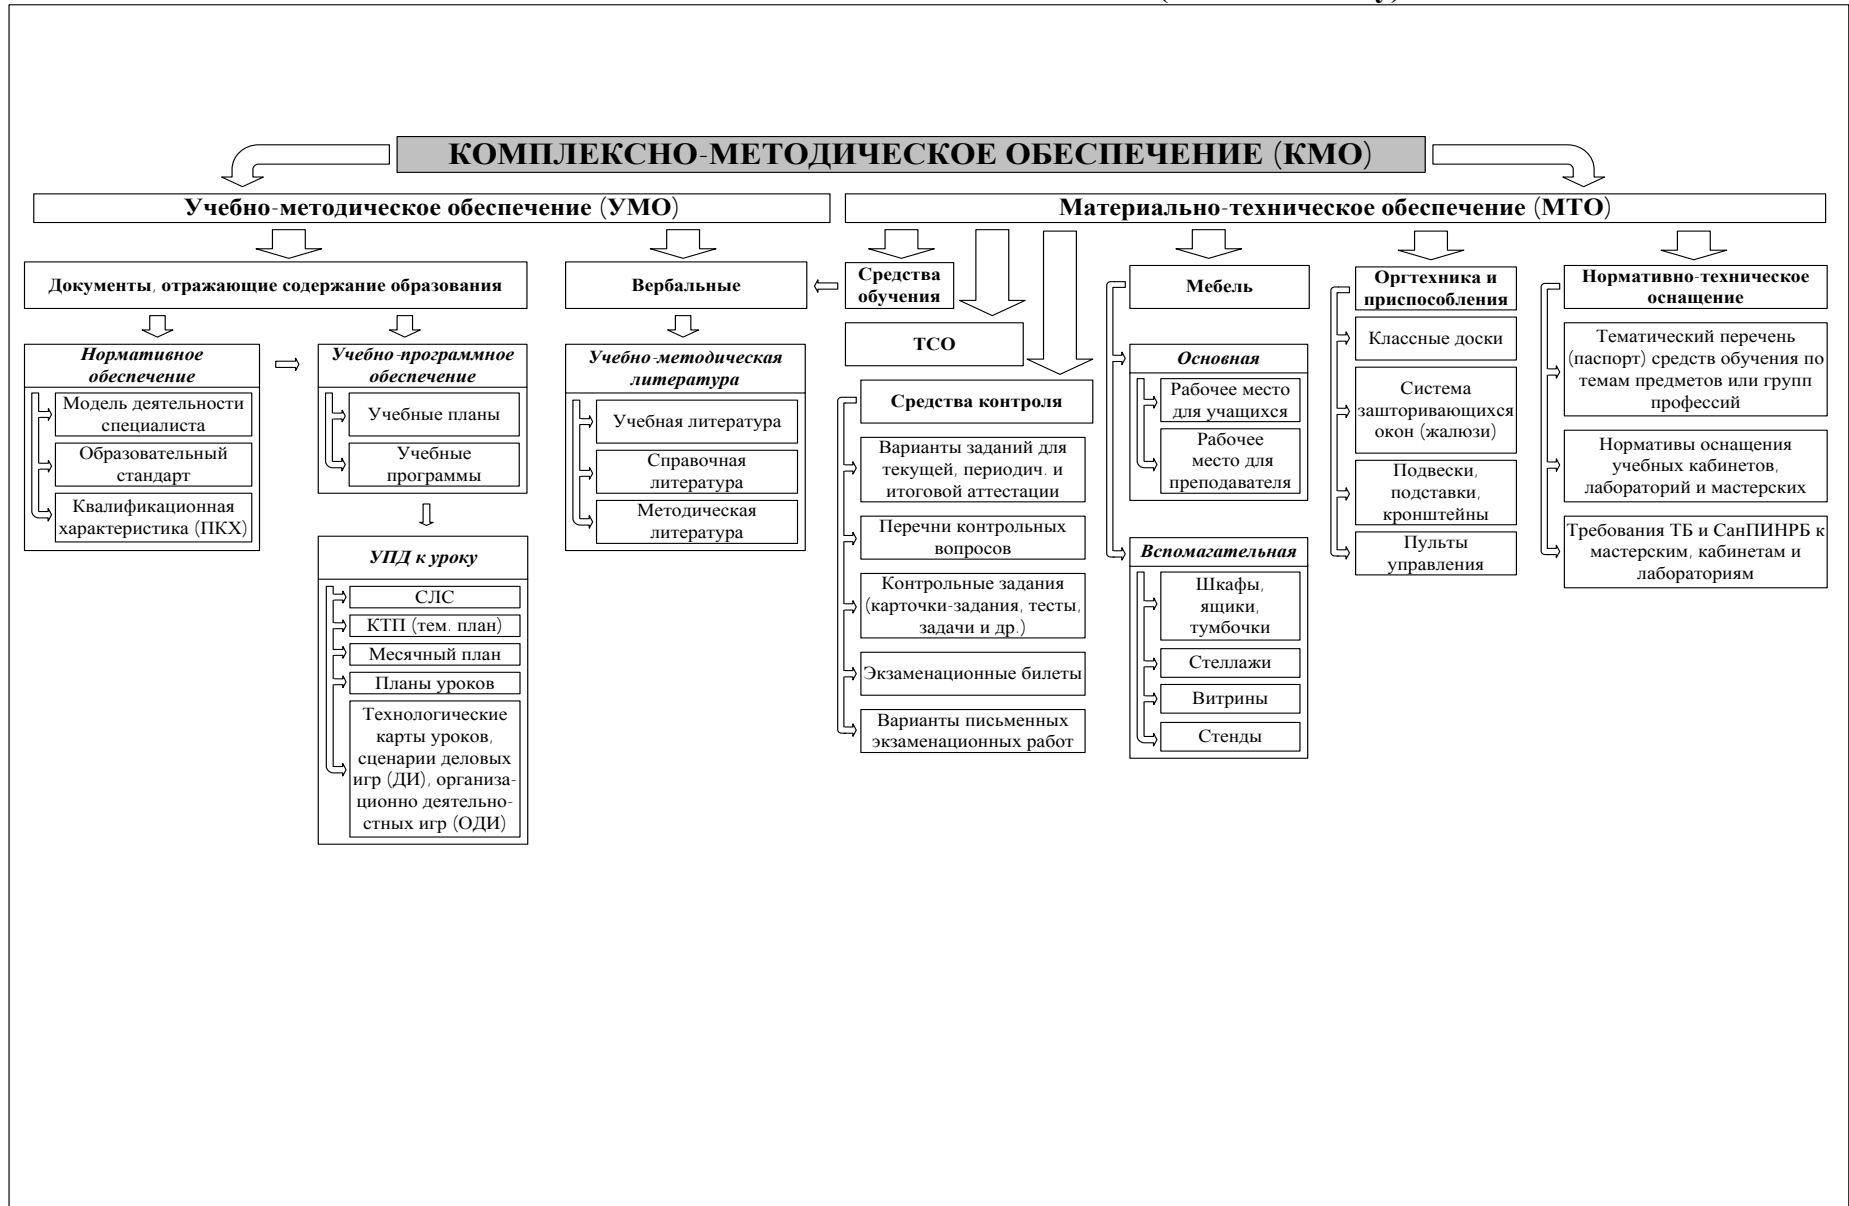 КОМПЛЕКСНО-МЕТОДИЧЕСКОЕ ОБЕСПЕЧЕНИЕ (КМО)
Учебно-методическое обеспечение (УМО)
Материально-техническое обеспечение (МТО)
Документы, отражающие содержание образования
Вербальные
Средства
обучения
Мебель
Оргтехника и
приспособления
Нормативно-техническое
оснащение
Нормативное
обеспечение
Модель деятельности
специалиста
Образовательный
стандарт
Квалификационная
характеристика (ПКХ)
Учебно-программное
обеспечение
Учебные планы
Учебные
программы
УПД к уроку
СЛС
КТП (тем. план)
Месячный план
Планы уроков
Технологические
карты уроков,
сценарии деловых
игр (ДИ), организа-
ционно деятельно-
стных игр (ОДИ)
Учебно-методическая
литература
Учебная литература
Справочная
литература
Методическая
литература
ТСО
Средства контроля
Варианты заданий для
текущей, периодич. и
итоговой аттестации
Перечни контрольных
вопросов
Контрольные задания
(карточки-задания, тесты,
задачи и др.)
Экзаменационные билеты
Варианты письменных
экзаменационных работ
Основная
Рабочее место
для учащихся
Рабочее
место для
преподавателя
Вспомагательная
Шкафы,
ящики,
тумбочки
Стеллажи
Витрины
Стенды
Классные доски
Система
зашторивающихся
окон (жалюзи)
Подвески,
подставки,
кронштейны
Пульты
управления
Тематический перечень
(паспорт) средств обучения по
темам предметов или групп
профессий
Нормативы оснащения
учебных кабинетов,
лабораторий и мастерских
Требования ТБ и СанПИНРБ к
мастерским, кабинетам и
лабораториям